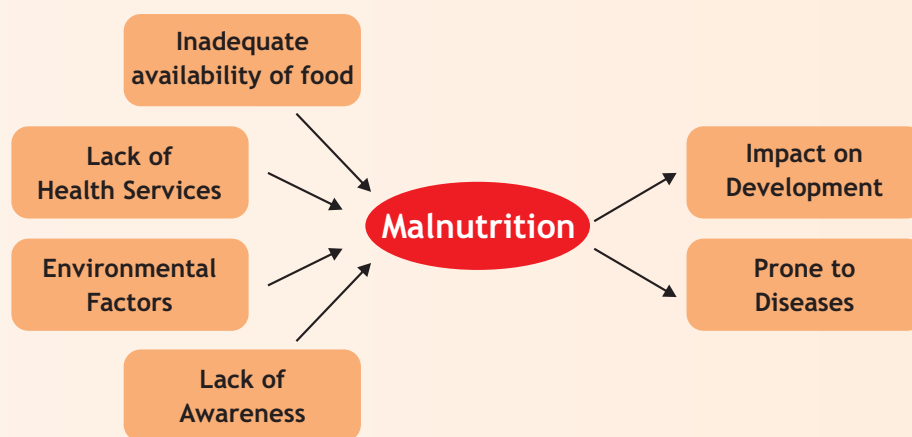 Inadequate
availability of food
Lack of
Health Services
Environmental
Factors
Lack of
Awareness
Malnutrition
Impact on
Development
Prone to
Diseases